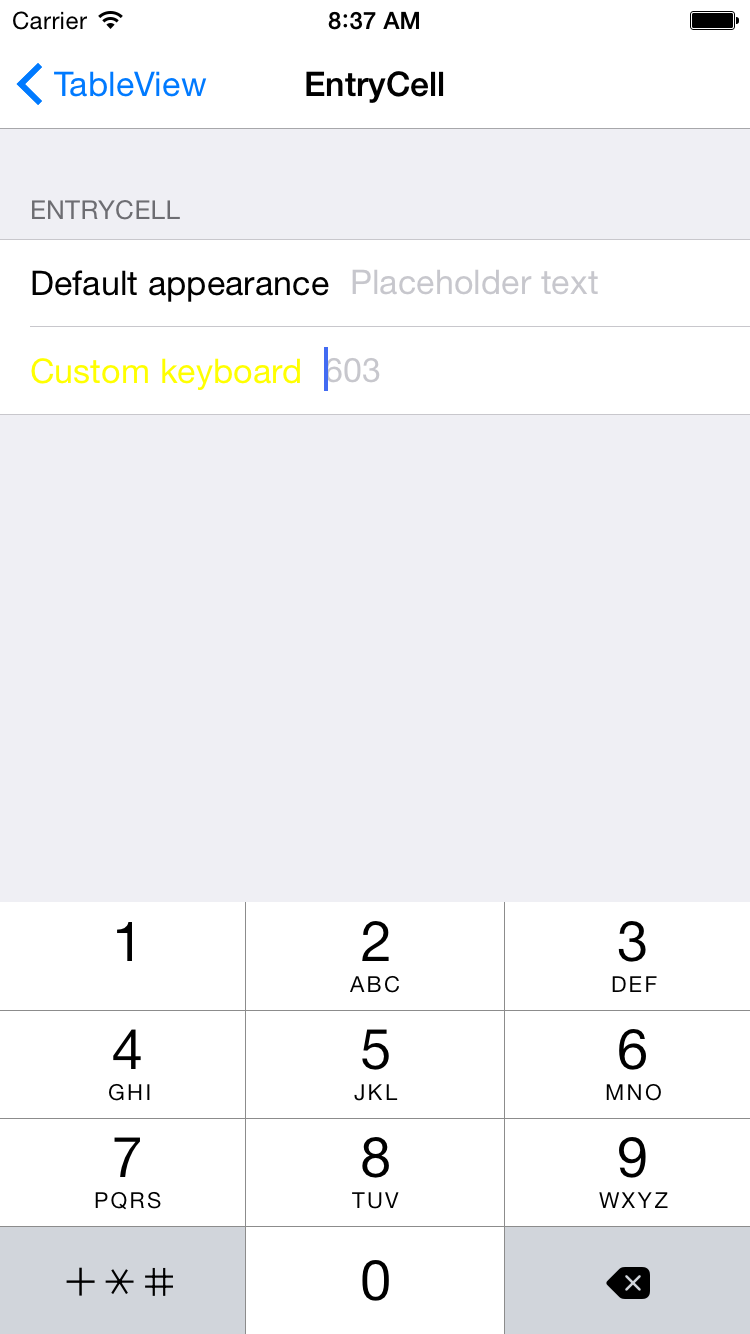 Carrier 8:37 AM
TableView EntryCell
ENTRYCELL
Default appearance Placeholder text
Custom keyboard 603
1 2 3
ABC DEF
4 5 6
GHI JKL MNO
7 8 9
PQRS TUV WXYZ
+*# 0